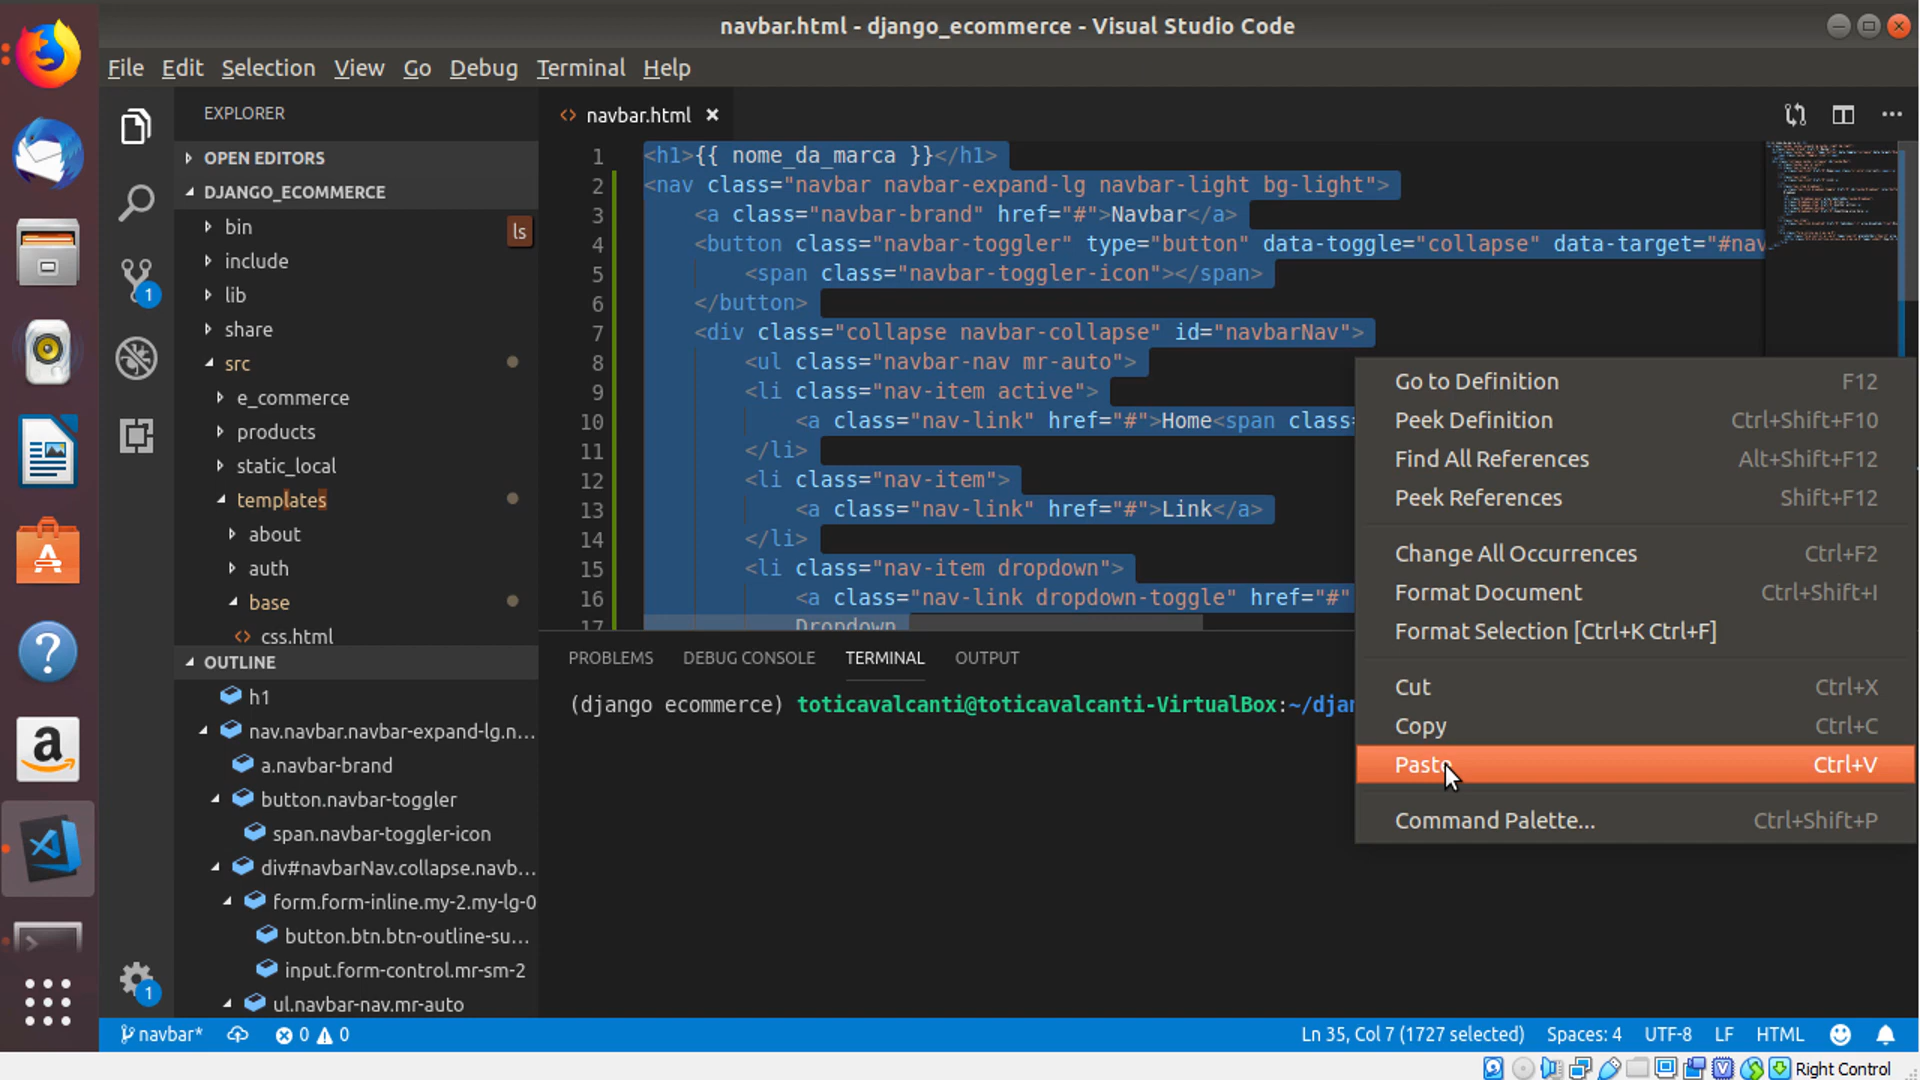 navbar.html - django_ecommerce - Visual Studio Code
File Edit Selection View Go Debug Terminal Help
EXPLORER
OPEN EDITORS
DJANGO_ECOMMERCE
bin
ls
include
lib
share
src
e_commerce
products
static_local
templates
about
auth
base
css.html
OUTLINE
h1
nav.navbar.navbar-expand-lg.n...
a.navbar-brand
button.navbar-toggler
span.navbar-toggler-icon
div#navbarNav.collapse.navb...
form.form-inline.my-2.my-lg-0
button.btn.btn-outline-su...
input.form-control.mr-sm-2
ul.navbar-nav.mr-auto
1
1
navbar.html
1 <h1>{{ nome_da_marca }}</h1>
2 <nav class="navbar navbar-expand-lg navbar-light bg-light">
3 <a class="navbar-brand" href="#">Navbar</a>
4 <button class="navbar-toggler" type="button" data-toggle="collapse" data-target="#nav
5 <span class="navbar-toggler-icon"></span>
6 </button>
7 <div class="collapse navbar-collapse" id="navbarNav">
8 <ul class="navbar-nav mr-auto">
9 <li class="nav-item active">
10 <a class="nav-link" href="#">Home<span class=
11 </li>
12 <li class="nav-item">
13 <a class="nav-link" href="#">Link</a>
14 </li>
15 <li class="nav-item dropdown">
16 <a class="nav-link dropdown-toggle" href="#"
17 Dropdown
PROBLEMS DEBUG CONSOLE TERMINAL OUTPUT
(django ecommerce) toticavalcanti@toticavalcanti-VirtualBox:~/djan
Go to Definition F12
Peek Definition Ctrl+Shift+F10
Find All References Alt+Shift+F12
Peek References Shift+F12
Change All Occurrences Ctrl+F2
Format Document Ctrl+Shift+I
Format Selection [Ctrl+K Ctrl+F]
Cut Ctrl+X
Copy Ctrl+C
Paste Ctrl+V
Command Palette... Ctrl+Shift+P
navbar* 0 0 Ln 35, Col 7 (1727 selected) Spaces: 4 UTF-8 LF HTML
Right Control